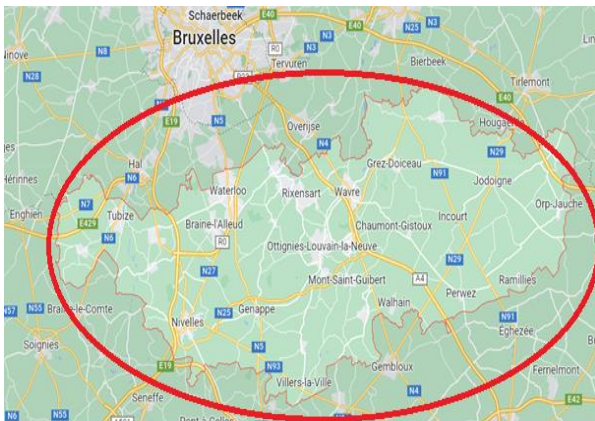 Schaerbeek
E40
N3
N25
Bruxelles
R0
N3
Ninove
N8
Tervuren
Bierbeek
N28
Tirlemont
E40
N5
E19
Overijse
Hougaerde
N4
Hal
Grez-Doiceau
N29
Hérinnes
N6
Waterloo
Rixensart
Wavre
N91
Jodoigne
Enghien
N7
E429
Tubize
Braine-l'Alleud
Chaumont-Gistoux
Incourt
Orp-Jauche
N6
R0
Ottignies-Louvain-la-Neuve
N27
N29
Mont-Saint-Guibert
A4
Ramillies
N57
N55
Braine-le-Comte
N25
Genappe
Walhain
Perwez
Nivelles
N91
Soignies
N5
Éghezée
E19
N93
Gembloux
Fernelmont
Villers-la-Ville
N6
N55
Seneffe
N4
E42